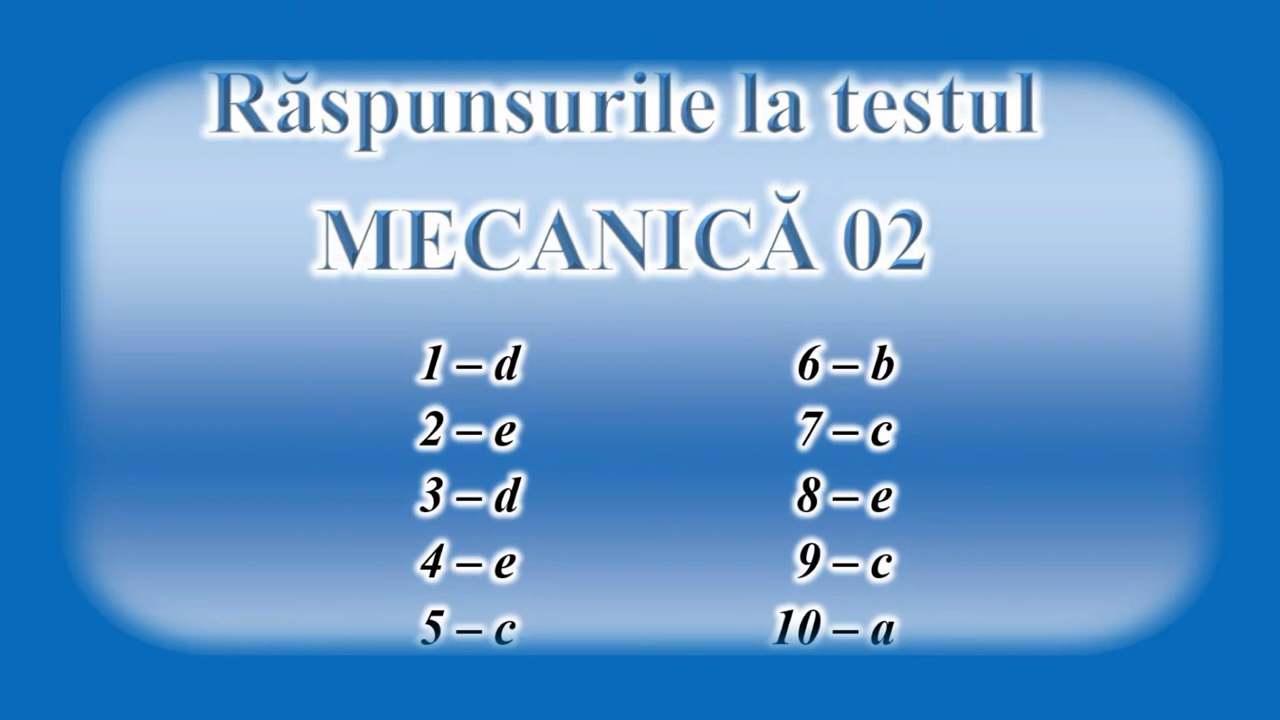 Răspunsurile la testul
MECANICĂ 02
1 – d
2 – e
3 – d
4 – e
5 – c
6 – b
7 – c
8 – e
9 – c
10 – a